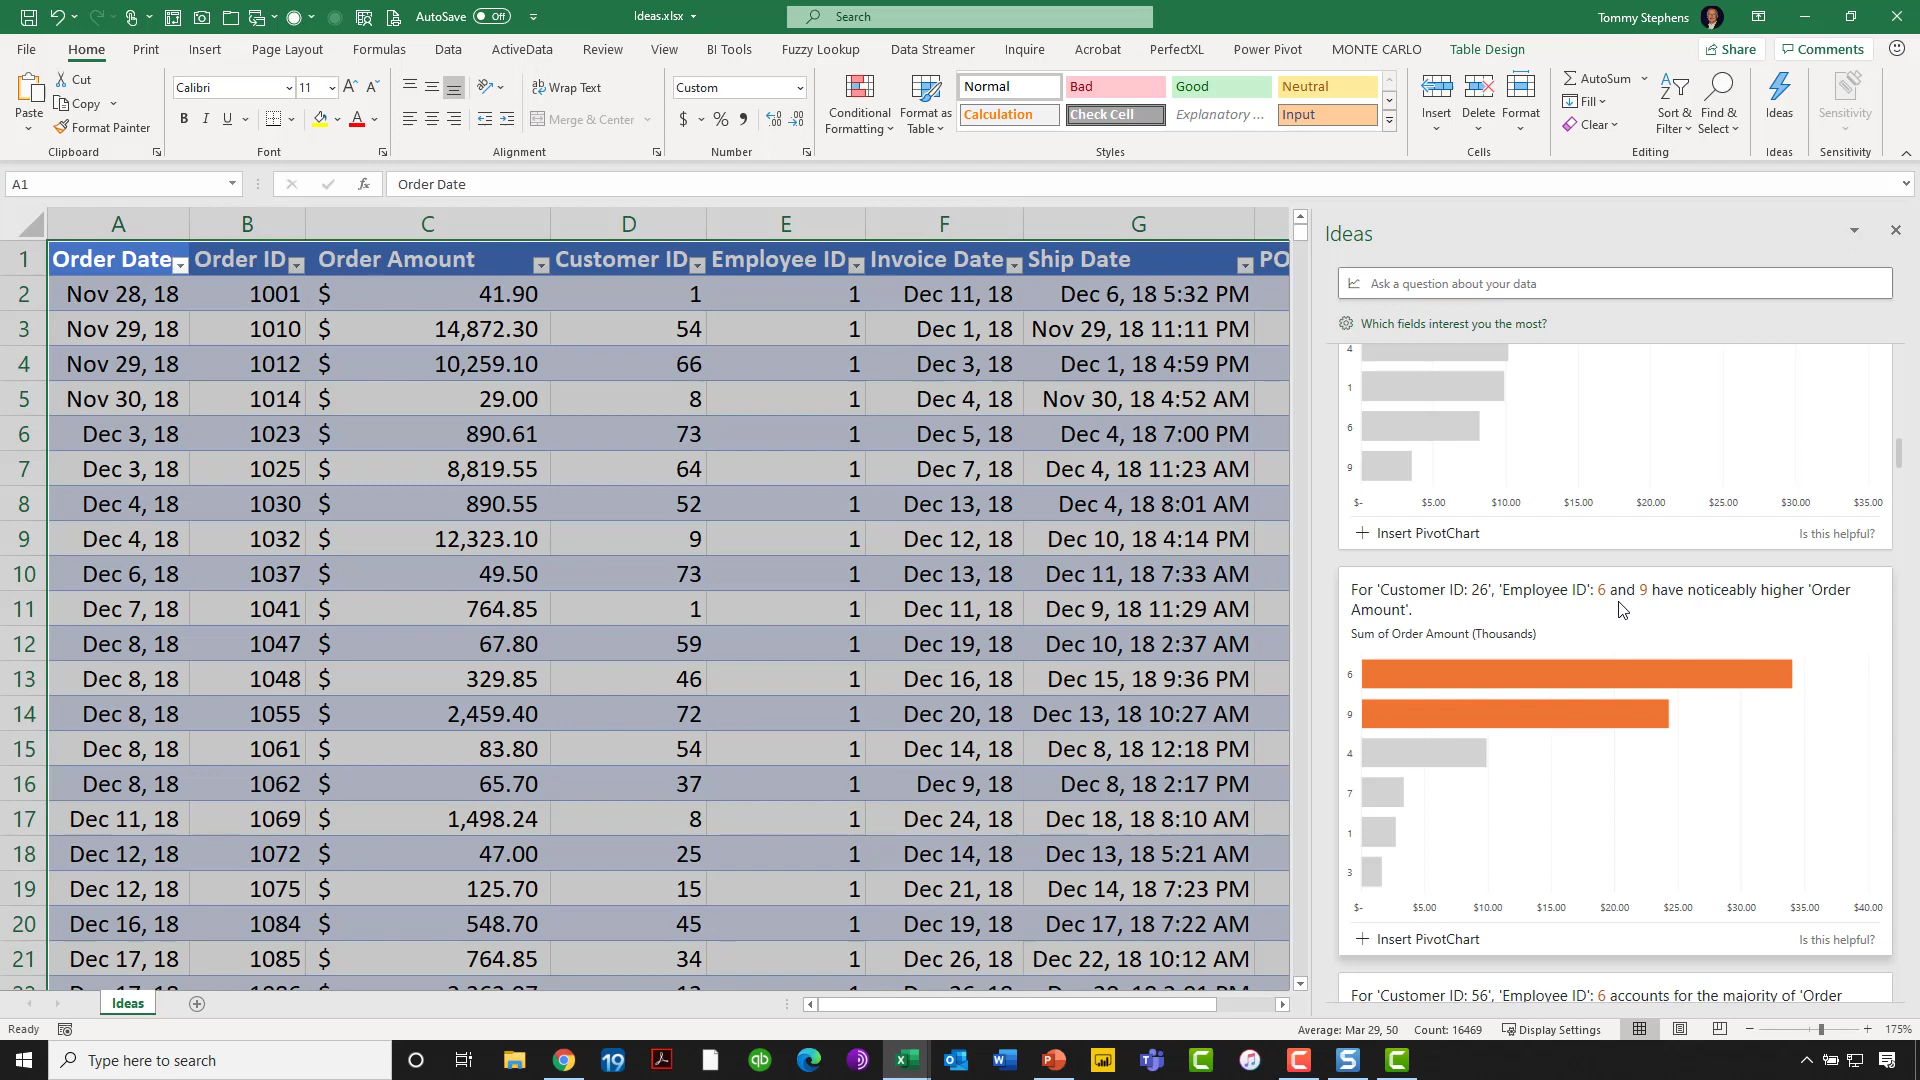 AutoSave Off Ideas.xlsx Search Tommy Stephens
File Home Print Insert Page Layout Formulas Data ActiveData Review View BI Tools Fuzzy Lookup Data Streamer Inquire Acrobat PerfectXL Power Pivot MONTE CARLO Table Design Share Comments
Paste Cut Copy Format Painter Clipboard
Calibri 11 B I U Font
Wrap Text Merge & Center Alignment
Custom $ % Number
Conditional Formatting Format as Table Normal Bad Good Neutral Calculation Check Cell Explanatory ... Input Styles
Insert Delete Format Cells
AutoSum Fill Clear Sort & Filter Find & Select Editing
Ideas Ideas Sensitivity Sensitivity
A1 fx Order Date
A B C D E F G
1 Order Date Order ID Order Amount Customer ID Employee ID Invoice Date Ship Date PO
2 Nov 28, 18 1001 $ 41.90 1 1 Dec 11, 18 Dec 6, 18 5:32 PM
3 Nov 29, 18 1010 $ 14,872.30 54 1 Dec 1, 18 Nov 29, 18 11:11 PM
4 Nov 29, 18 1012 $ 10,259.10 66 1 Dec 3, 18 Dec 1, 18 4:59 PM
5 Nov 30, 18 1014 $ 29.00 8 1 Dec 4, 18 Nov 30, 18 4:52 AM
6 Dec 3, 18 1023 $ 890.61 73 1 Dec 5, 18 Dec 4, 18 7:00 PM
7 Dec 3, 18 1025 $ 8,819.55 64 1 Dec 7, 18 Dec 4, 18 11:23 AM
8 Dec 4, 18 1030 $ 890.55 52 1 Dec 13, 18 Dec 4, 18 8:01 AM
9 Dec 4, 18 1032 $ 12,323.10 9 1 Dec 12, 18 Dec 10, 18 4:14 PM
10 Dec 6, 18 1037 $ 49.50 73 1 Dec 13, 18 Dec 11, 18 7:33 AM
11 Dec 7, 18 1041 $ 764.85 1 1 Dec 11, 18 Dec 9, 18 11:29 AM
12 Dec 8, 18 1047 $ 67.80 59 1 Dec 19, 18 Dec 10, 18 2:37 AM
13 Dec 8, 18 1048 $ 329.85 46 1 Dec 16, 18 Dec 15, 18 9:36 PM
14 Dec 8, 18 1055 $ 2,459.40 72 1 Dec 20, 18 Dec 13, 18 10:27 AM
15 Dec 8, 18 1061 $ 83.80 54 1 Dec 14, 18 Dec 8, 18 12:18 PM
16 Dec 8, 18 1062 $ 65.70 37 1 Dec 9, 18 Dec 8, 18 2:17 PM
17 Dec 11, 18 1069 $ 1,498.24 8 1 Dec 24, 18 Dec 18, 18 8:10 AM
18 Dec 12, 18 1072 $ 47.00 25 1 Dec 14, 18 Dec 13, 18 5:21 AM
19 Dec 12, 18 1075 $ 125.70 15 1 Dec 21, 18 Dec 14, 18 7:23 PM
20 Dec 16, 18 1084 $ 548.70 45 1 Dec 19, 18 Dec 17, 18 7:22 AM
21 Dec 17, 18 1085 $ 764.85 34 1 Dec 26, 18 Dec 22, 18 10:12 AM
Ideas
Ask a question about your data
Which fields interest you the most?
4
1
6
9
$- $5.00 $10.00 $15.00 $20.00 $25.00 $30.00 $35.00
Insert PivotChart Is this helpful?
For 'Customer ID: 26', 'Employee ID': 6 and 9 have noticeably higher 'Order
Amount'.
Sum of Order Amount (Thousands)
6
9
4
7
1
3
$- $5.00 $10.00 $15.00 $20.00 $25.00 $30.00 $35.00 $40.00
Insert PivotChart Is this helpful?
For 'Customer ID: 56', 'Employee ID': 6 accounts for the majority of 'Order
Ideas
Ready Average: Mar 29, 50 Count: 16469 Display Settings 175%
Type here to search 19